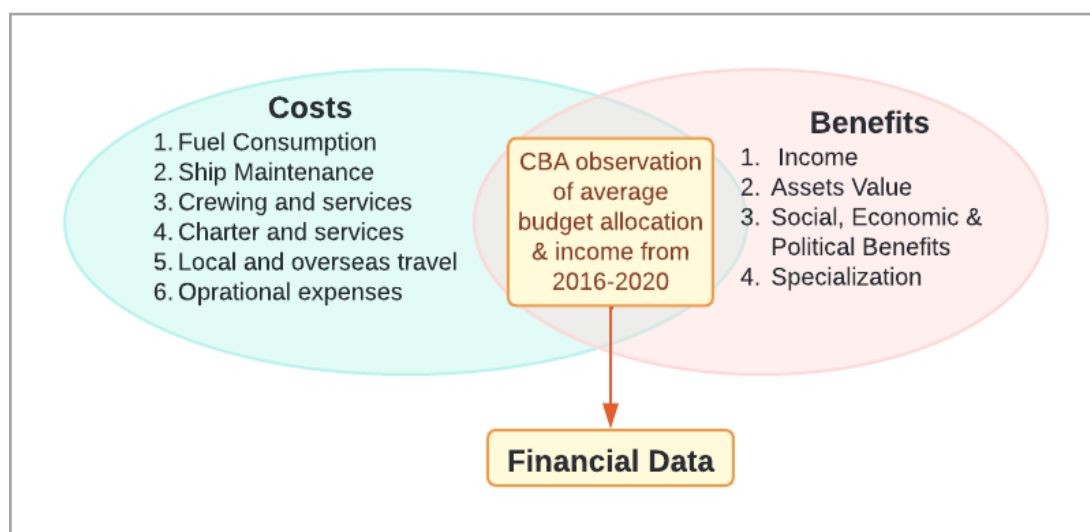 Costs
1. Fuel Consumption
2. Ship Maintenance
3. Crewing and services
4. Charter and services
5. Local and overseas travel
6. Oprational expenses
CBA observation
of average
budget allocation
& income from
2016-2020
Benefits
1. Income
2. Assets Value
3. Social, Economic &
Political Benefits
4. Specialization
Financial Data